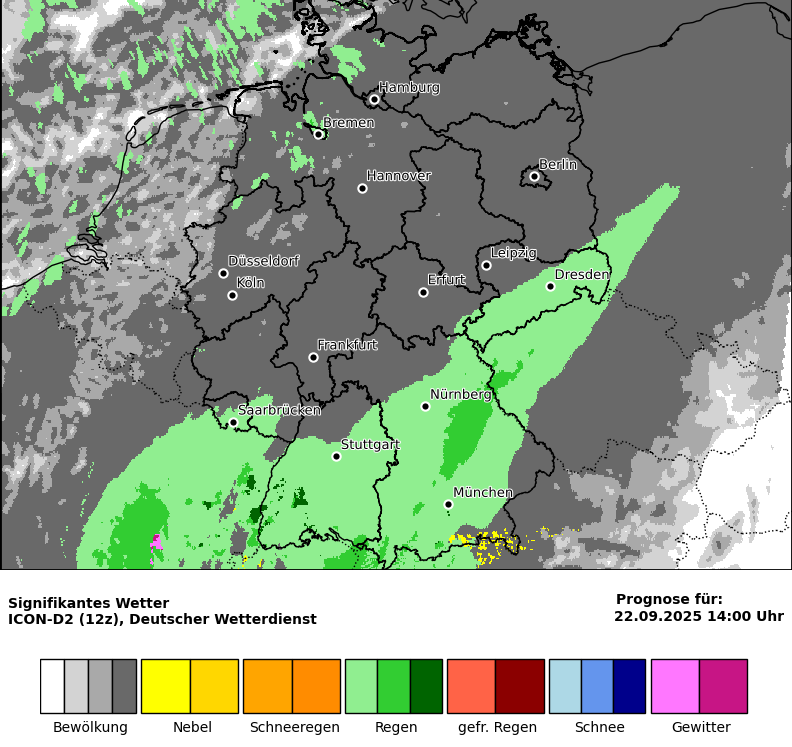 Hamburg
Bremen
Berlin
Hannover
Leipzig
Düsseldorf
Dresden
Köln
Erfurt
Frankfurt
Nürnberg
Saarbrücken
Stuttgart
München
Signifikantes Wetter
ICON-D2 (12z), Deutscher Wetterdienst
Prognose für:
22.09.2025 14:00 Uhr
Bewölkung Nebel Schneeregen Regen gefr. Regen Schnee Gewitter